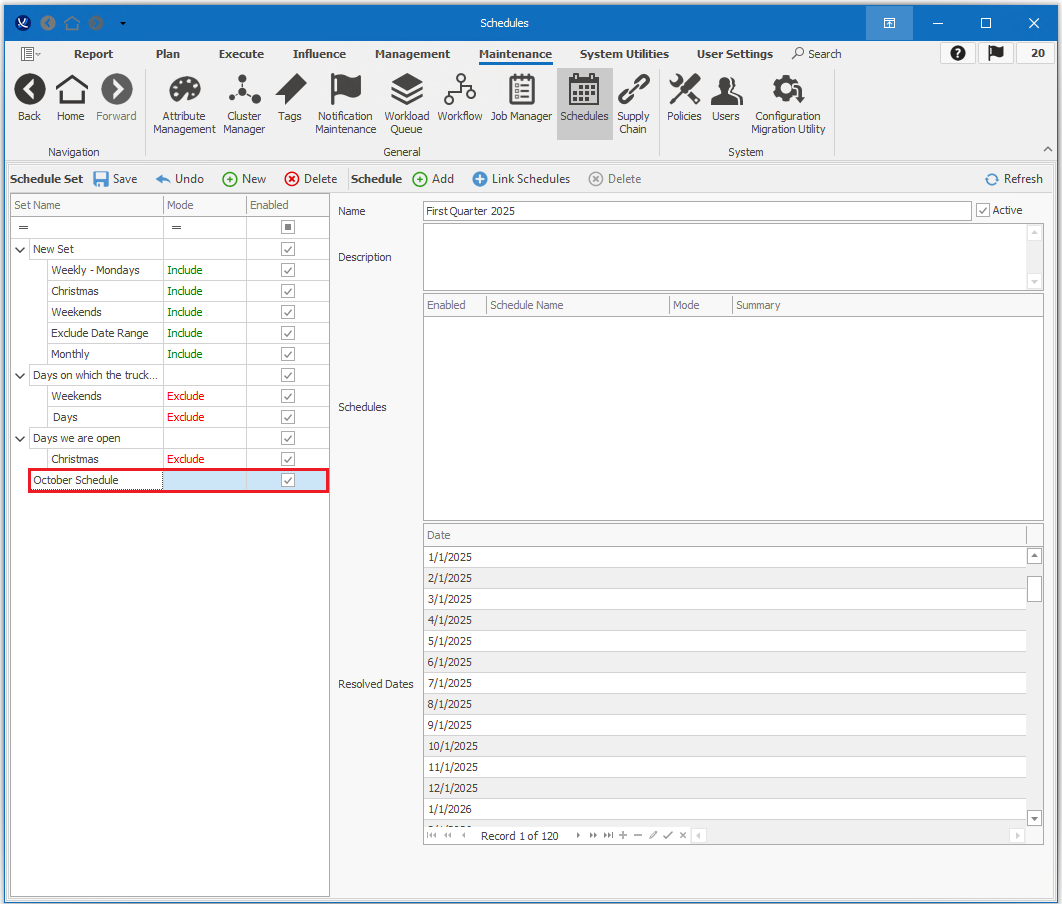 Schedules
Report Plan Execute Influence Management Maintenance System Utilities User Settings Search 20
Back Home Forward Attribute Management Cluster Manager Tags Notification Maintenance Workload Queue Workflow Job Manager Schedules Supply Chain Policies Users Configuration Migration Utility
Navigation General System
Schedule Set Save Undo New Delete Schedule Add Link Schedules Delete Refresh
Set Name Mode Enabled
= =
New Set
Weekly - Mondays Include
Christmas Include
Weekends Include
Exclude Date Range Include
Monthly Include
Days on which the truck...
Weekends Exclude
Days Exclude
Days we are open
Christmas Exclude
October Schedule
Name First Quarter 2025 Active
Description
Enabled Schedule Name Mode Summary
Schedules
Date
1/1/2025
2/1/2025
3/1/2025
4/1/2025
5/1/2025
6/1/2025
Resolved Dates 7/1/2025
8/1/2025
9/1/2025
10/1/2025
11/1/2025
12/1/2025
1/1/2026
Record 1 of 120